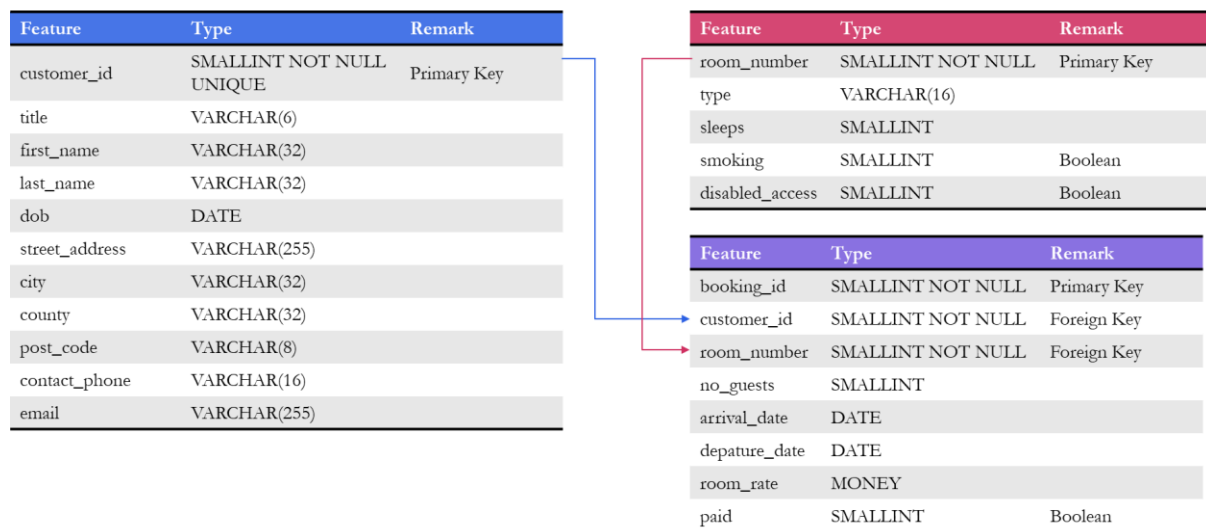 Feature Type Remark
customer_id SMALLINT NOT NULL UNIQUE Primary Key
title VARCHAR(6)
first_name VARCHAR(32)
last_name VARCHAR(32)
dob DATE
street_address VARCHAR(255)
city VARCHAR(32)
county VARCHAR(32)
post_code VARCHAR(8)
contact_phone VARCHAR(16)
email VARCHAR(255)
Feature Type Remark
room_number SMALLINT NOT NULL Primary Key
type VARCHAR(16)
sleeps SMALLINT
smoking SMALLINT Boolean
disabled_access SMALLINT Boolean
Feature Type Remark
booking_id SMALLINT NOT NULL Primary Key
customer_id SMALLINT NOT NULL Foreign Key
room_number SMALLINT NOT NULL Foreign Key
no_guests SMALLINT
arrival_date DATE
depature_date DATE
room_rate MONEY
paid SMALLINT Boolean